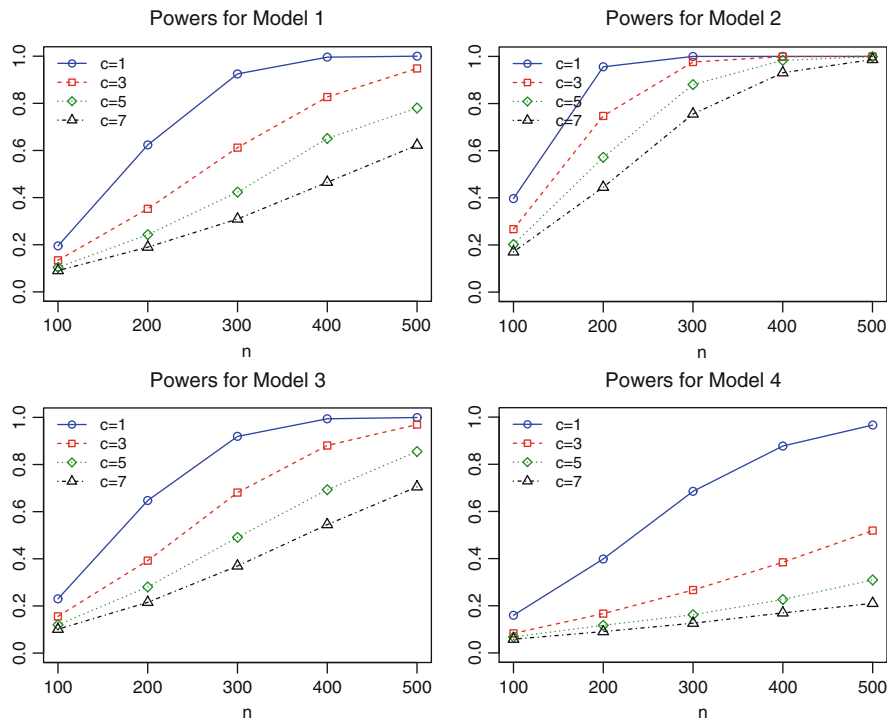 Powers for Model 1
c=1
c=3
c=5
c=7
0.0 0.2 0.4 0.6 0.8 1.0
100 200 300 400 500
n
Powers for Model 2
c=1
c=3
c=5
c=7
0.0 0.2 0.4 0.6 0.8 1.0
100 200 300 400 500
n
Powers for Model 3
c=1
c=3
c=5
c=7
0.0 0.2 0.4 0.6 0.8 1.0
100 200 300 400 500
n
Powers for Model 4
c=1
c=3
c=5
c=7
0.0 0.2 0.4 0.6 0.8 1.0
100 200 300 400 500
n